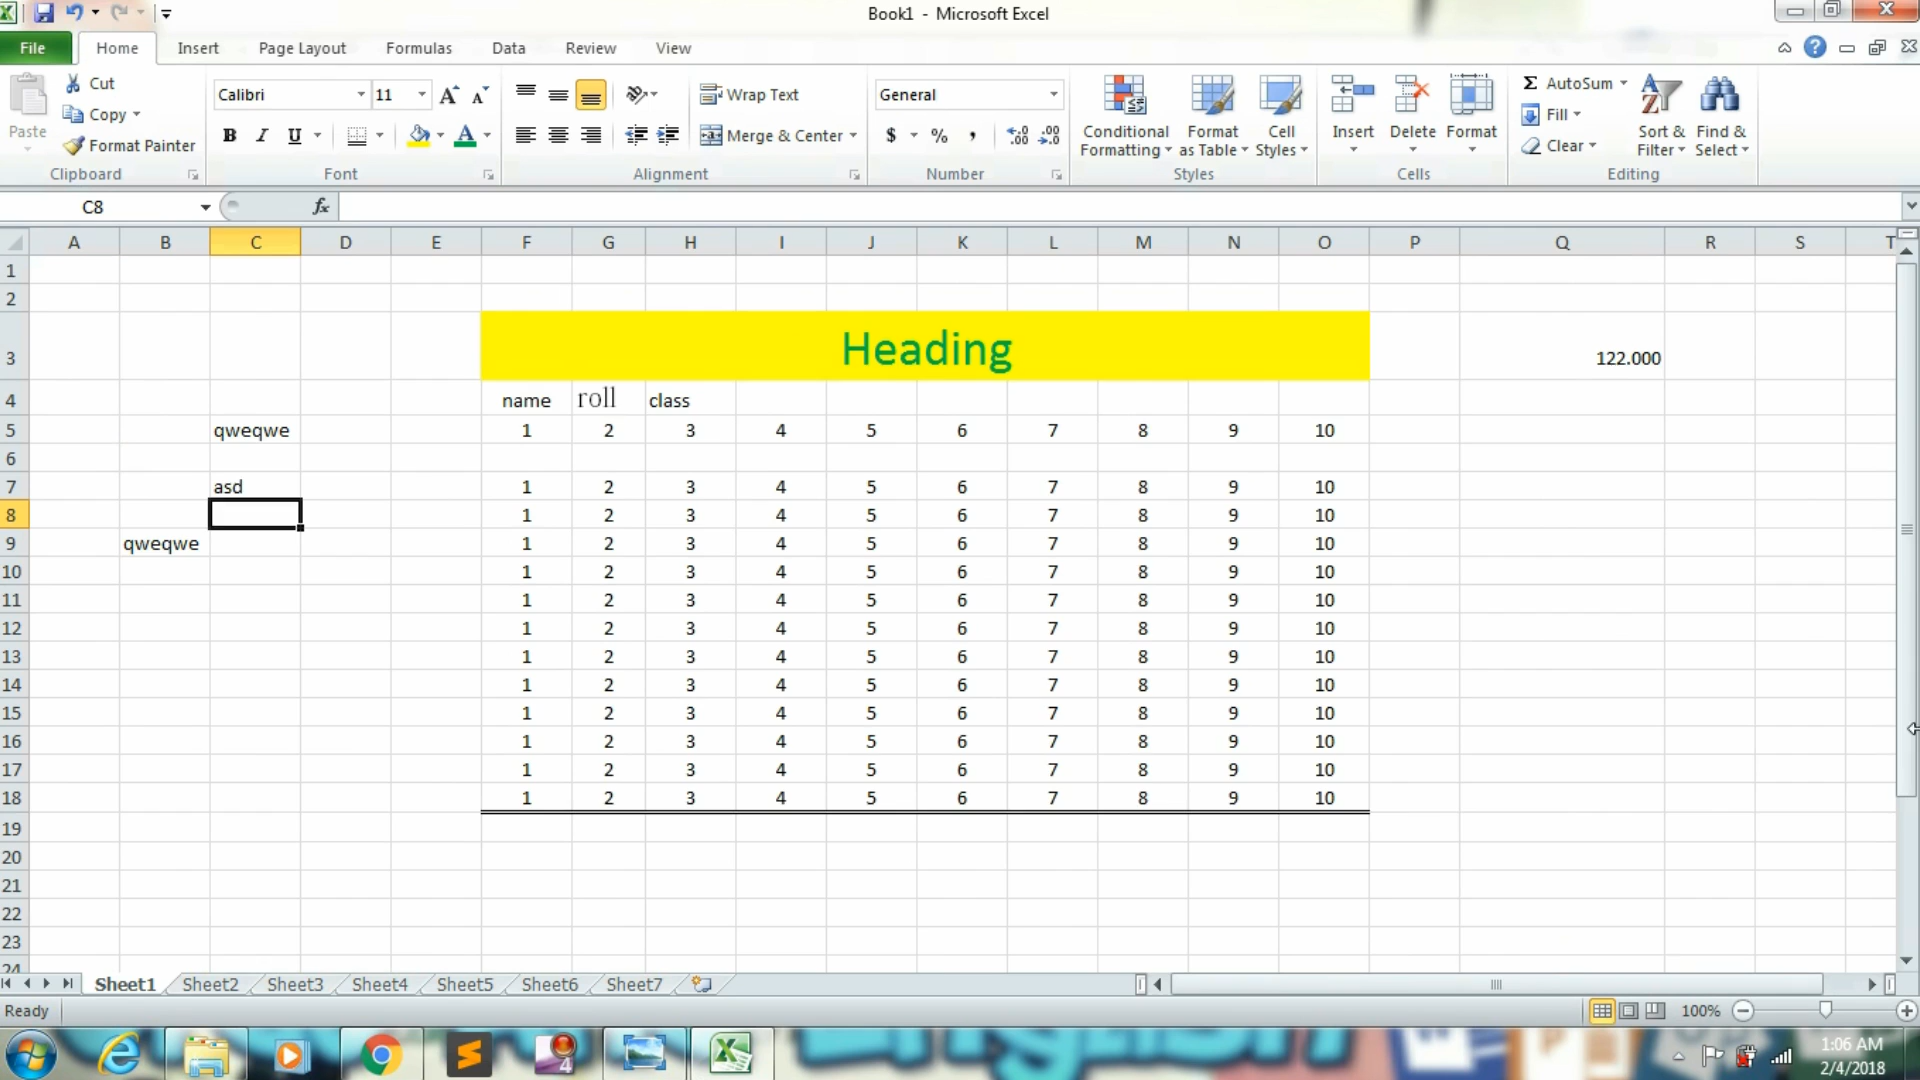 Book1 - Microsoft Excel
File Home Insert Page Layout Formulas Data Review View
Paste
Cut
Copy
Format Painter
Clipboard
Calibri 11
B I U
Font
Wrap Text
Merge & Center
Alignment
General
$ % ,
Number
Conditional Formatting
Format as Table
Cell Styles
Styles
Insert
Delete
Format
Cells
Σ AutoSum
Fill
Clear
Sort & Filter
Find & Select
Editing
C8 fx
A B C D E F G H I J K L M N O P Q R S T
1
2
3 Heading 122.000
4 name roll class
5 qweqwe 1 2 3 4 5 6 7 8 9 10
6
7 asd 1 2 3 4 5 6 7 8 9 10
8 1 2 3 4 5 6 7 8 9 10
9 qweqwe 1 2 3 4 5 6 7 8 9 10
10 1 2 3 4 5 6 7 8 9 10
11 1 2 3 4 5 6 7 8 9 10
12 1 2 3 4 5 6 7 8 9 10
13 1 2 3 4 5 6 7 8 9 10
14 1 2 3 4 5 6 7 8 9 10
15 1 2 3 4 5 6 7 8 9 10
16 1 2 3 4 5 6 7 8 9 10
17 1 2 3 4 5 6 7 8 9 10
18 1 2 3 4 5 6 7 8 9 10
19
20
21
22
23
24
Sheet1 Sheet2 Sheet3 Sheet4 Sheet5 Sheet6 Sheet7
Ready 100%
1:06 AM
2/4/2018